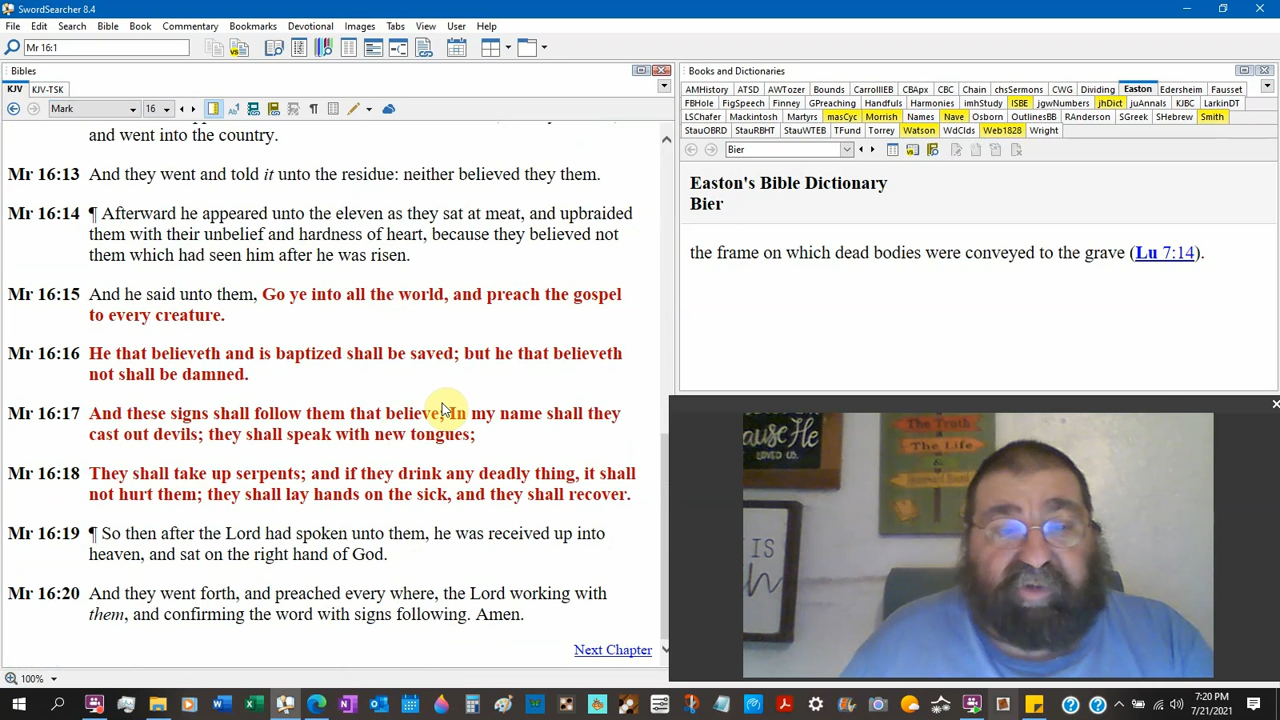 SwordSearcher 8.4
File Edit Search Bible Book Commentary Bookmarks Devotional Images Tabs View User Help
Mr 16:1
Bibles
KJV KJV-TSK
Mark 16
and went into the country.
Mr 16:13 And they went and told it unto the residue: neither believed they them.
Mr 16:14 ¶ Afterward he appeared unto the eleven as they sat at meat, and upbraided
them with their unbelief and hardness of heart, because they believed not
them which had seen him after he was risen.
Mr 16:15 And he said unto them, Go ye into all the world, and preach the gospel
to every creature.
Mr 16:16 He that believeth and is baptized shall be saved; but he that believeth
not shall be damned.
Mr 16:17 And these signs shall follow them that believe; In my name shall they
cast out devils; they shall speak with new tongues;
Mr 16:18 They shall take up serpents; and if they drink any deadly thing, it shall
not hurt them; they shall lay hands on the sick, and they shall recover.
Mr 16:19 ¶ So then after the Lord had spoken unto them, he was received up into
heaven, and sat on the right hand of God.
Mr 16:20 And they went forth, and preached every where, the Lord working with
them, and confirming the word with signs following. Amen.
Next Chapter
100%
Books and Dictionaries
AMHistory ATSD AWTozer Bounds CarrollIEB CBApx CBC Chain chsSermons CWG Dividing Easton Edersheim Fausset
FBHole FigSpeech Finney GPreaching Handfuls Harmonies imhStudy ISBE jgwNumbers jhDict juAnnals KJBC LarkinDT
LSChafer Mackintosh Martyrs masCyc Morrish Names Nave Osborn OutlinesBB RAnderson SGreek SHebrew Smith
StauOBRD StauRBHT StauWTEB TFund Torrey Watson WdClds Web1828 Wright
Bier
Easton's Bible Dictionary
Bier
the frame on which dead bodies were conveyed to the grave (Lu 7:14).
cause He
LOVED US.
The Truth
The Life
IS
7:20 PM
7/21/2021